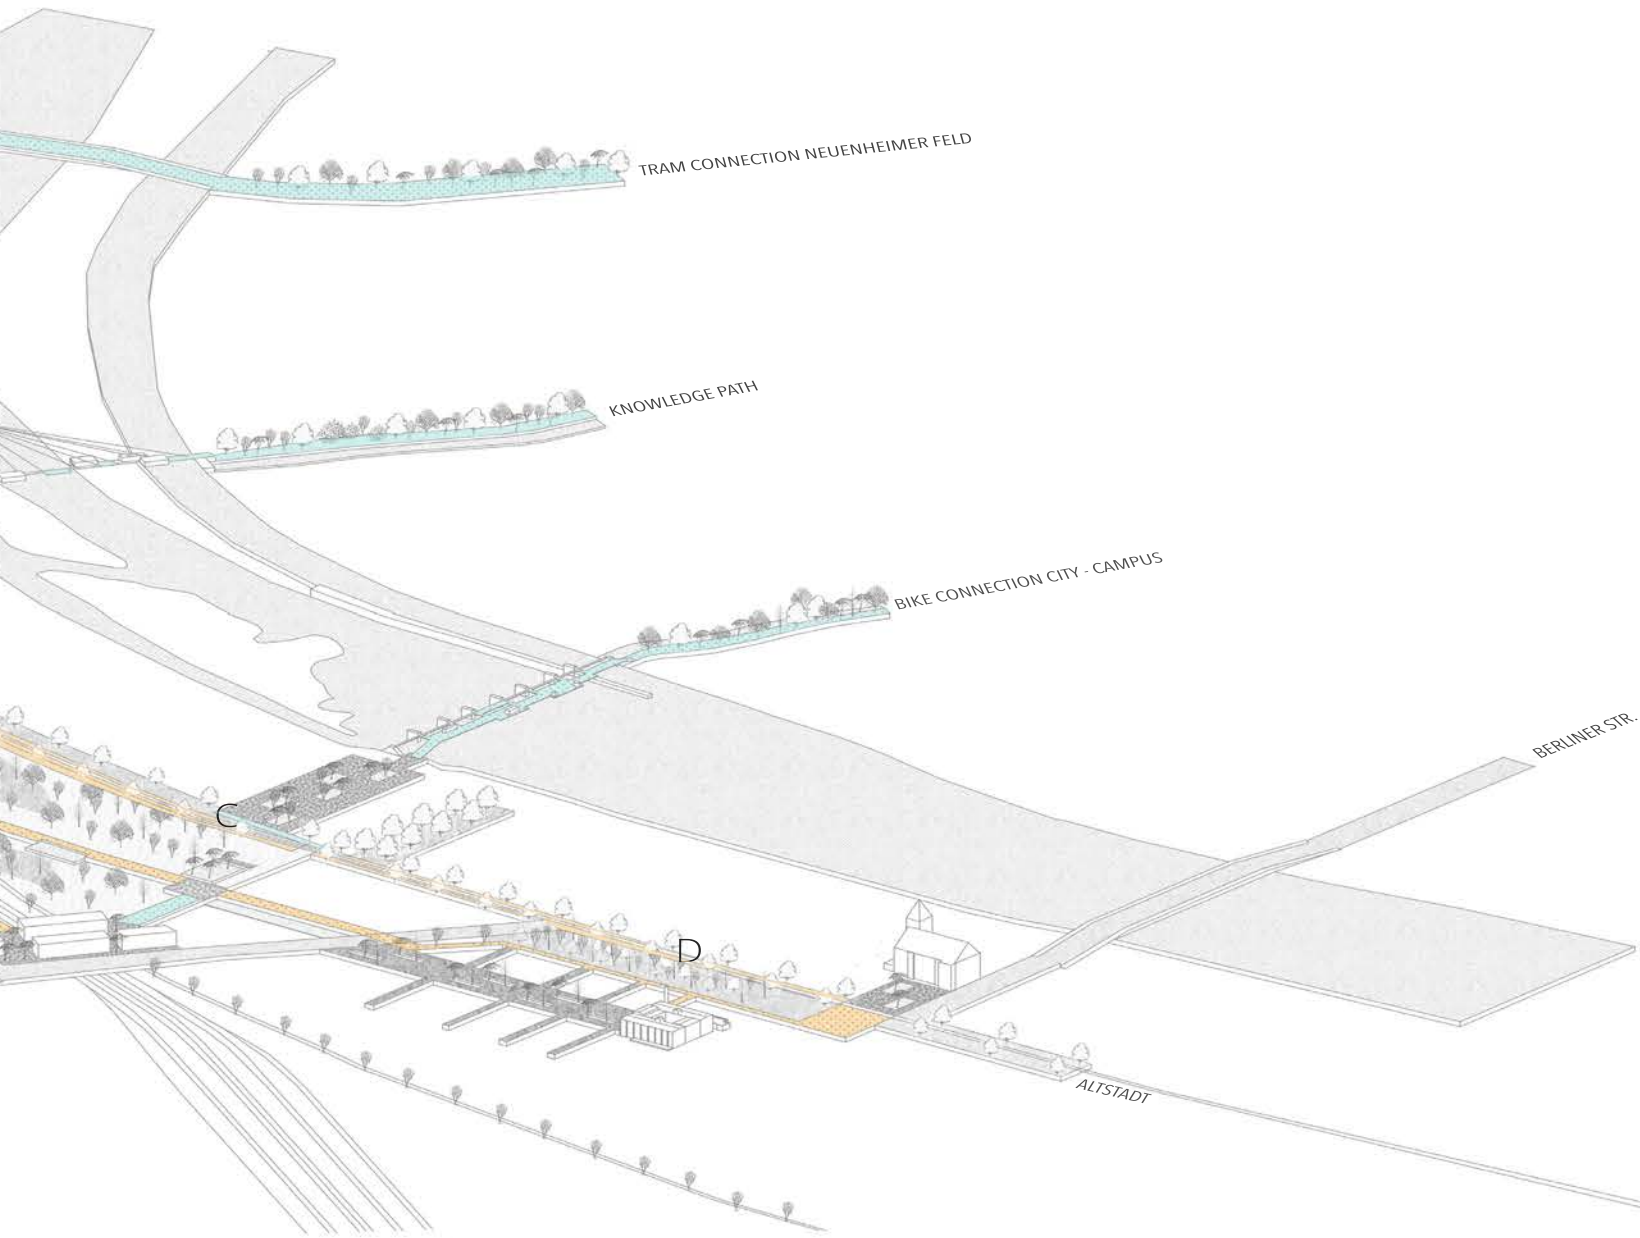 TRAM CONNECTION NEUENHEIMER FELD
KNOWLEDGE PATH
BIKE CONNECTION CITY - CAMPUS
BERLINER STR.
C
D
ALTSTADT